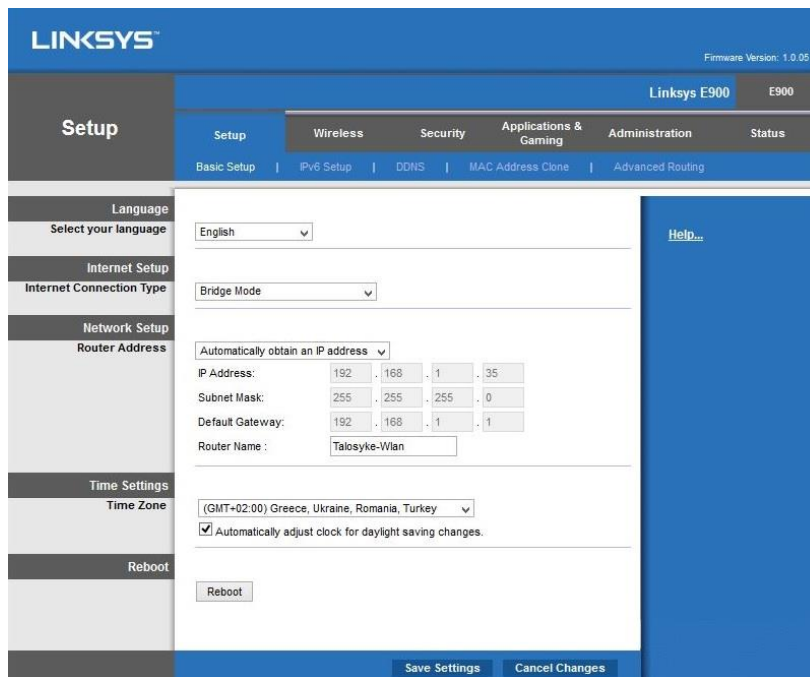 LINKSYS™
Firmware Version: 1.0.05
Linksys E900 E900
Setup
Setup Wireless Security Applications & Gaming Administration Status
Basic Setup | IPv6 Setup | DDNS | MAC Address Clone | Advanced Routing
Language
Select your language English
Help...
Internet Setup
Internet Connection Type Bridge Mode
Network Setup
Router Address Automatically obtain an IP address
IP Address: 192 . 168 . 1 . 35
Subnet Mask: 255 . 255 . 255 . 0
Default Gateway: 192 . 168 . 1 . 1
Router Name : Talosyke-Wlan
Time Settings
Time Zone (GMT+02:00) Greece, Ukraine, Romania, Turkey
Automatically adjust clock for daylight saving changes.
Reboot
Reboot
Save Settings Cancel Changes